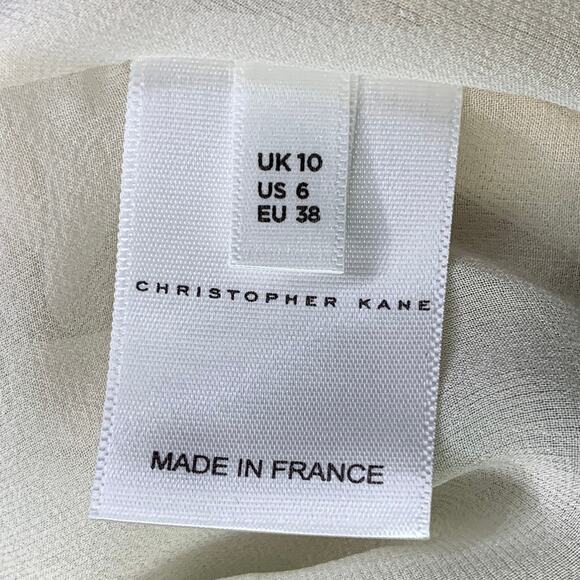 UK 10
US 6
EU 38
CHRISTOPHER KANE
MADE IN FRANCE